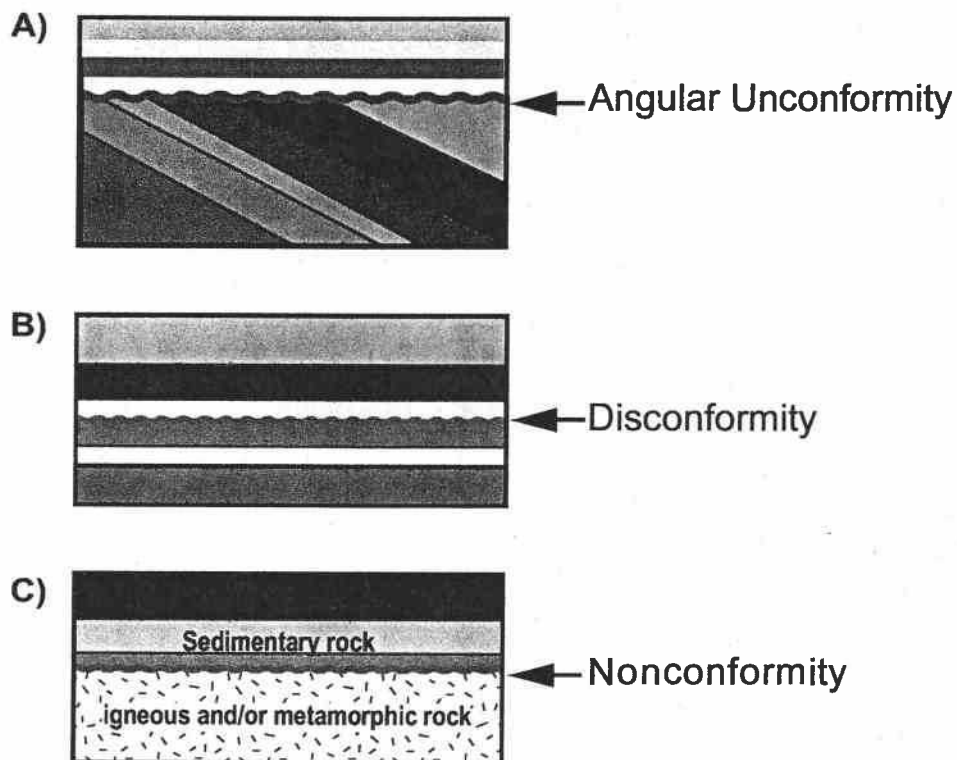 A)
Angular Unconformity
B)
Disconformity
C)
Sedimentary rock
Nonconformity
igneous and/or metamorphic rock